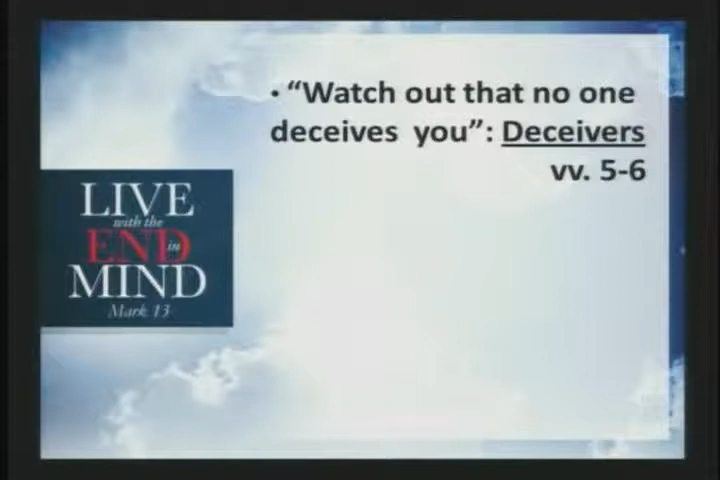 • “Watch out that no one
deceives you”: Deceivers
vv. 5-6
LIVE
with the
END in
MIND
Mark 13